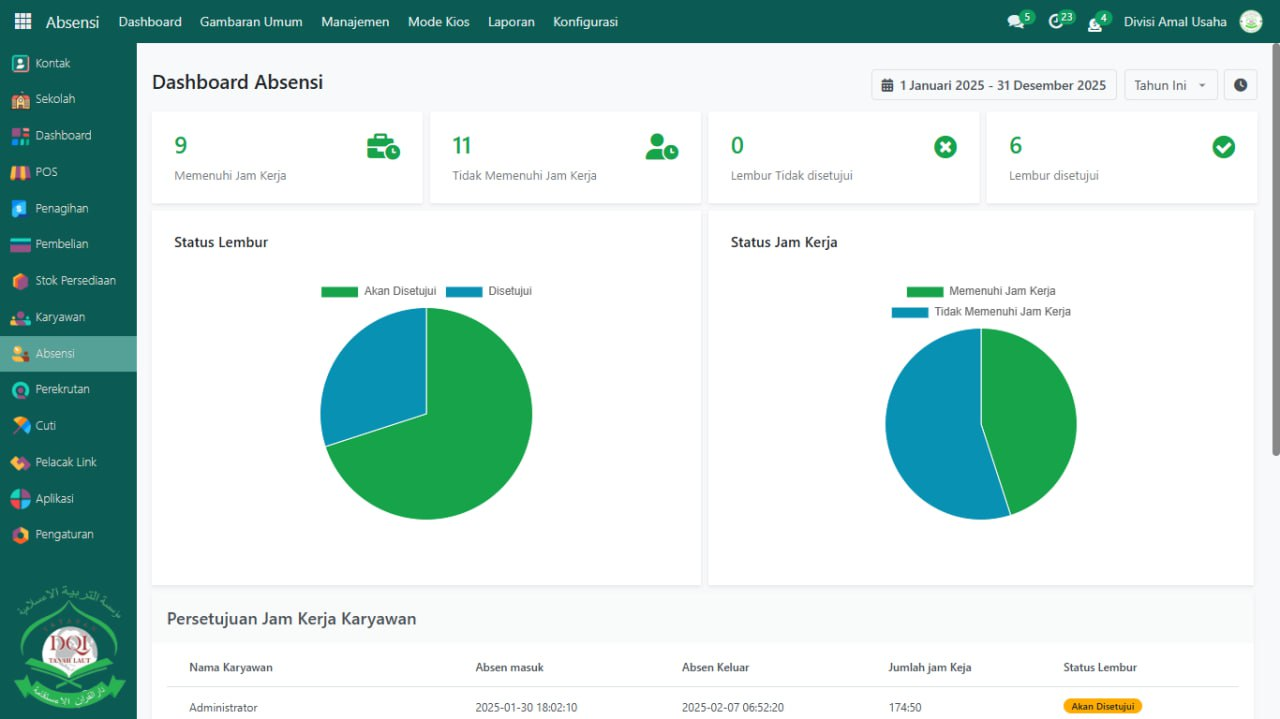 Absensi Dashboard Gambaran Umum Manajemen Mode Kios Laporan Konfigurasi 5 23 4 Divisi Amal Usaha
Kontak
Sekolah
Dashboard
POS
Penagihan
Pembelian
Stok Persediaan
Karyawan
Absensi
Perekrutan
Cuti
Pelacak Link
Aplikasi
Pengaturan
مؤسسة التربية الاسلامية
YAYASAN
DQI
TANAH LAUT
دار القرآن الاستقامة
Dashboard Absensi
1 Januari 2025 - 31 Desember 2025 Tahun Ini
9
Memenuhi Jam Kerja
11
Tidak Memenuhi Jam Kerja
0
Lembur Tidak disetujui
6
Lembur disetujui
Status Lembur
Akan Disetujui Disetujui
Status Jam Kerja
Memenuhi Jam Kerja
Tidak Memenuhi Jam Kerja
Persetujuan Jam Kerja Karyawan
Nama Karyawan Absen masuk Absen Keluar Jumlah jam Keja Status Lembur
Administrator 2025-01-30 18:02:10 2025-02-07 06:52:20 174:50 Akan Disetujui